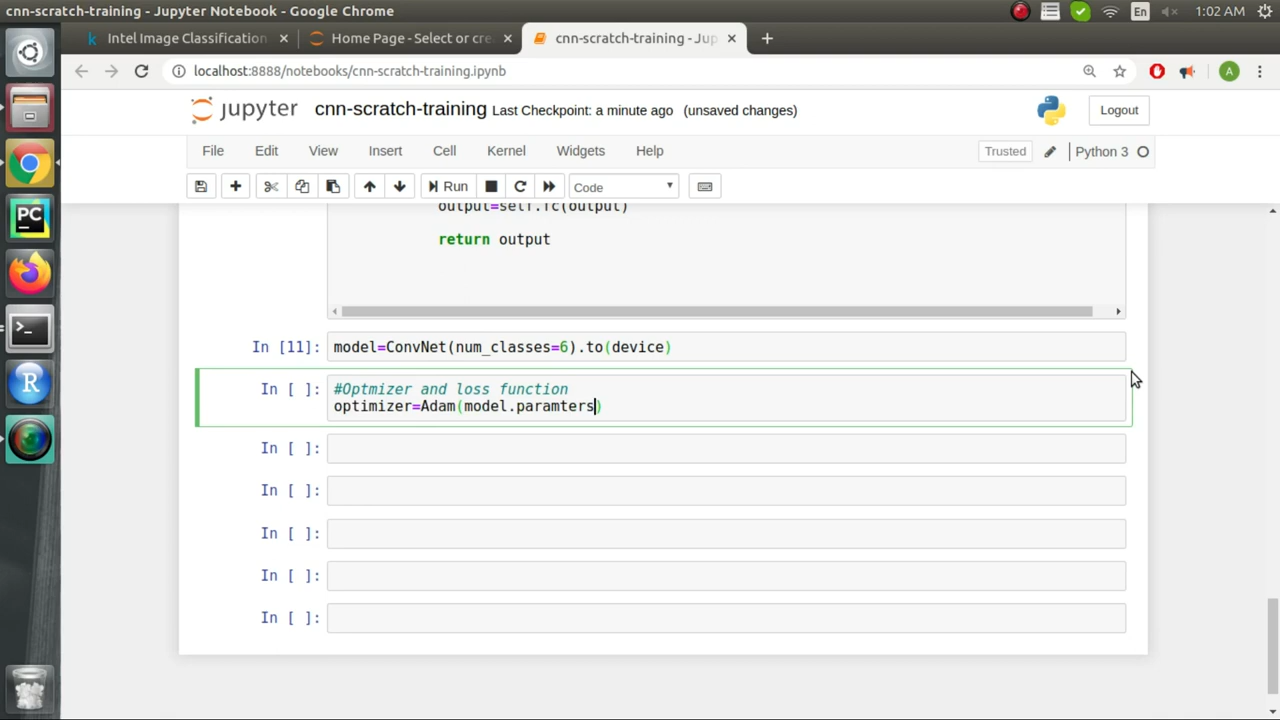 cnn-scratch-training - Jupyter Notebook - Google Chrome
En
1:02 AM
Intel Image Classification
Home Page - Select or cre
cnn-scratch-training - Jup
localhost:8888/notebooks/cnn-scratch-training.ipynb
A
jupyter cnn-scratch-training Last Checkpoint: a minute ago (unsaved changes)
Logout
File Edit View Insert Cell Kernel Widgets Help
Trusted
Python 3
Run
Code
output=self.fc(output)
return output
In [11]: model=ConvNet(num_classes=6).to(device)
In [ ]: #Optmizer and loss function
optimizer=Adam(model.paramters)
In [ ]:
In [ ]:
In [ ]:
In [ ]:
In [ ]:
PC
R